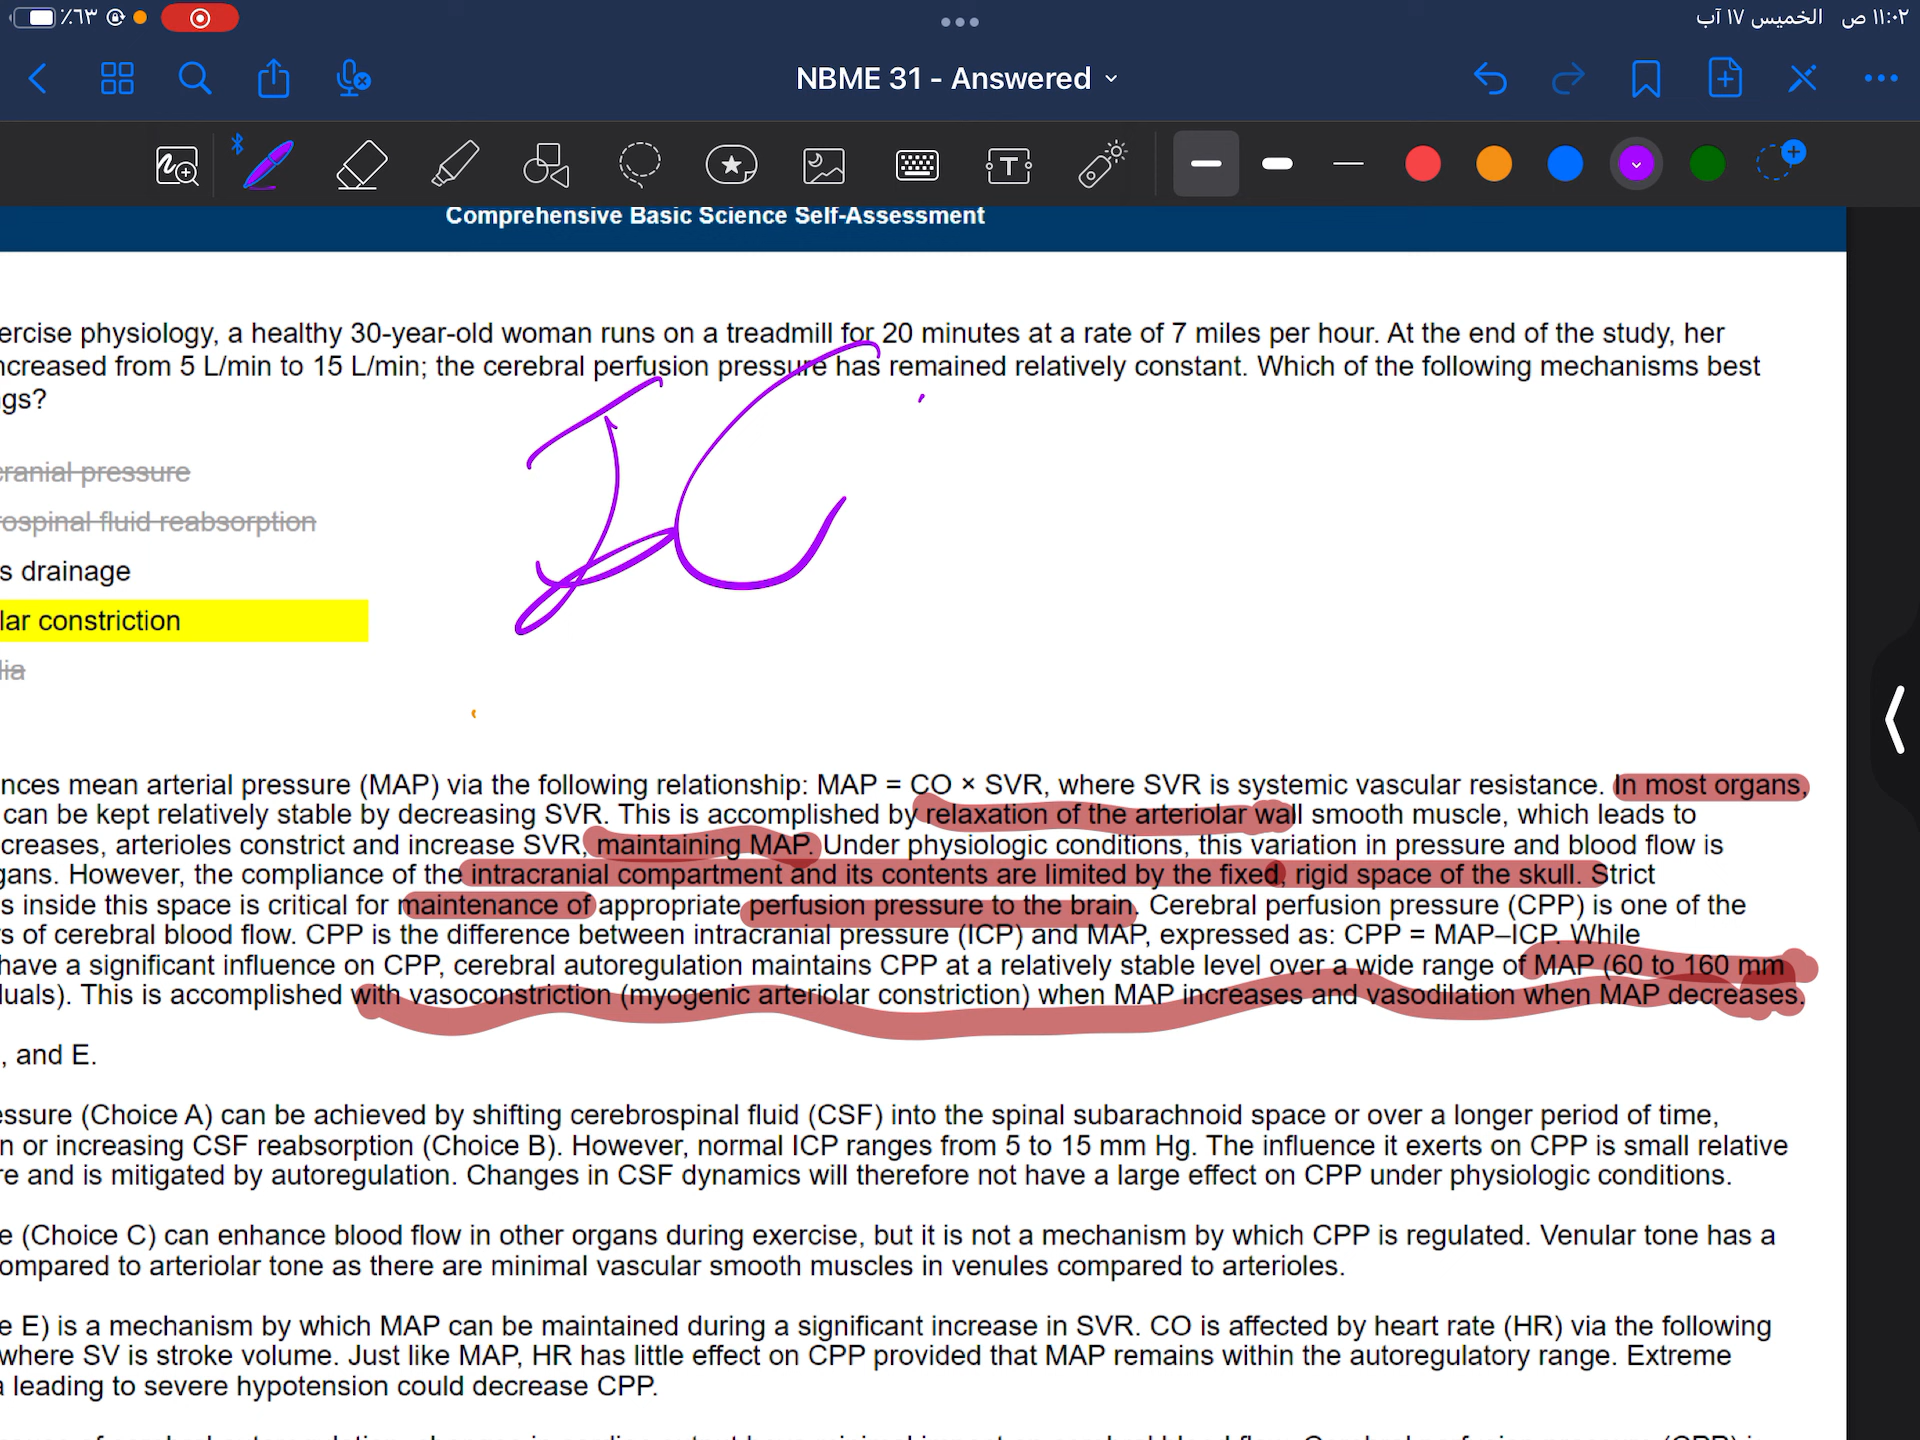 ٪٦٣
١١:٠٢ ص الخميس ١٧ آب
NBME 31 - Answered
T
Comprehensive Basic Science Self-Assessment
ercise physiology, a healthy 30-year-old woman runs on a treadmill for 20 minutes at a rate of 7 miles per hour. At the end of the study, her
ncreased from 5 L/min to 15 L/min; the cerebral perfusion pressure has remained relatively constant. Which of the following mechanisms best
gs?
IC
cranial pressure
rospinal fluid reabsorption
s drainage
lar constriction
dia
nces mean arterial pressure (MAP) via the following relationship: MAP = CO × SVR, where SVR is systemic vascular resistance. In most organs,
can be kept relatively stable by decreasing SVR. This is accomplished by relaxation of the arteriolar wall smooth muscle, which leads to
creases, arterioles constrict and increase SVR, maintaining MAP. Under physiologic conditions, this variation in pressure and blood flow is
gans. However, the compliance of the intracranial compartment and its contents are limited by the fixed, rigid space of the skull. Strict
s inside this space is critical for maintenance of appropriate perfusion pressure to the brain. Cerebral perfusion pressure (CPP) is one of the
s of cerebral blood flow. CPP is the difference between intracranial pressure (ICP) and MAP, expressed as: CPP = MAP–ICP. While
have a significant influence on CPP, cerebral autoregulation maintains CPP at a relatively stable level over a wide range of MAP (60 to 160 mm
luals). This is accomplished with vasoconstriction (myogenic arteriolar constriction) when MAP increases and vasodilation when MAP decreases.
, and E.
essure (Choice A) can be achieved by shifting cerebrospinal fluid (CSF) into the spinal subarachnoid space or over a longer period of time,
n or increasing CSF reabsorption (Choice B). However, normal ICP ranges from 5 to 15 mm Hg. The influence it exerts on CPP is small relative
re and is mitigated by autoregulation. Changes in CSF dynamics will therefore not have a large effect on CPP under physiologic conditions.
e (Choice C) can enhance blood flow in other organs during exercise, but it is not a mechanism by which CPP is regulated. Venular tone has a
ompared to arteriolar tone as there are minimal vascular smooth muscles in venules compared to arterioles.
e E) is a mechanism by which MAP can be maintained during a significant increase in SVR. CO is affected by heart rate (HR) via the following
where SV is stroke volume. Just like MAP, HR has little effect on CPP provided that MAP remains within the autoregulatory range. Extreme
a leading to severe hypotension could decrease CPP.